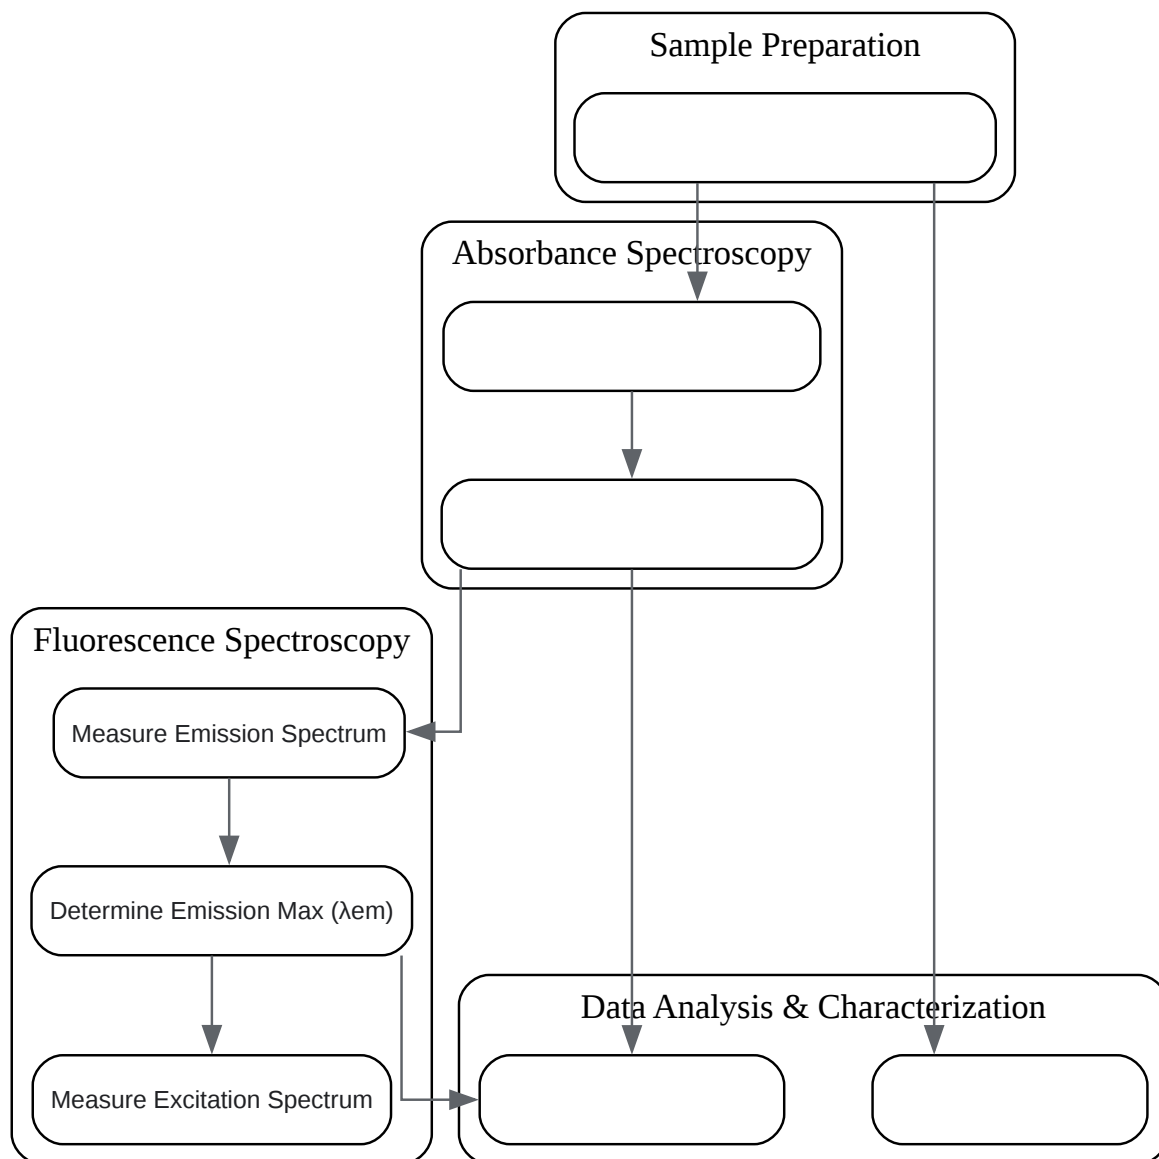 Sample Preparation
Absorbance Spectroscopy
Fluorescence Spectroscopy
Measure Emission Spectrum
Determine Emission Max (λem)
Measure Excitation Spectrum
Data Analysis & Characterization